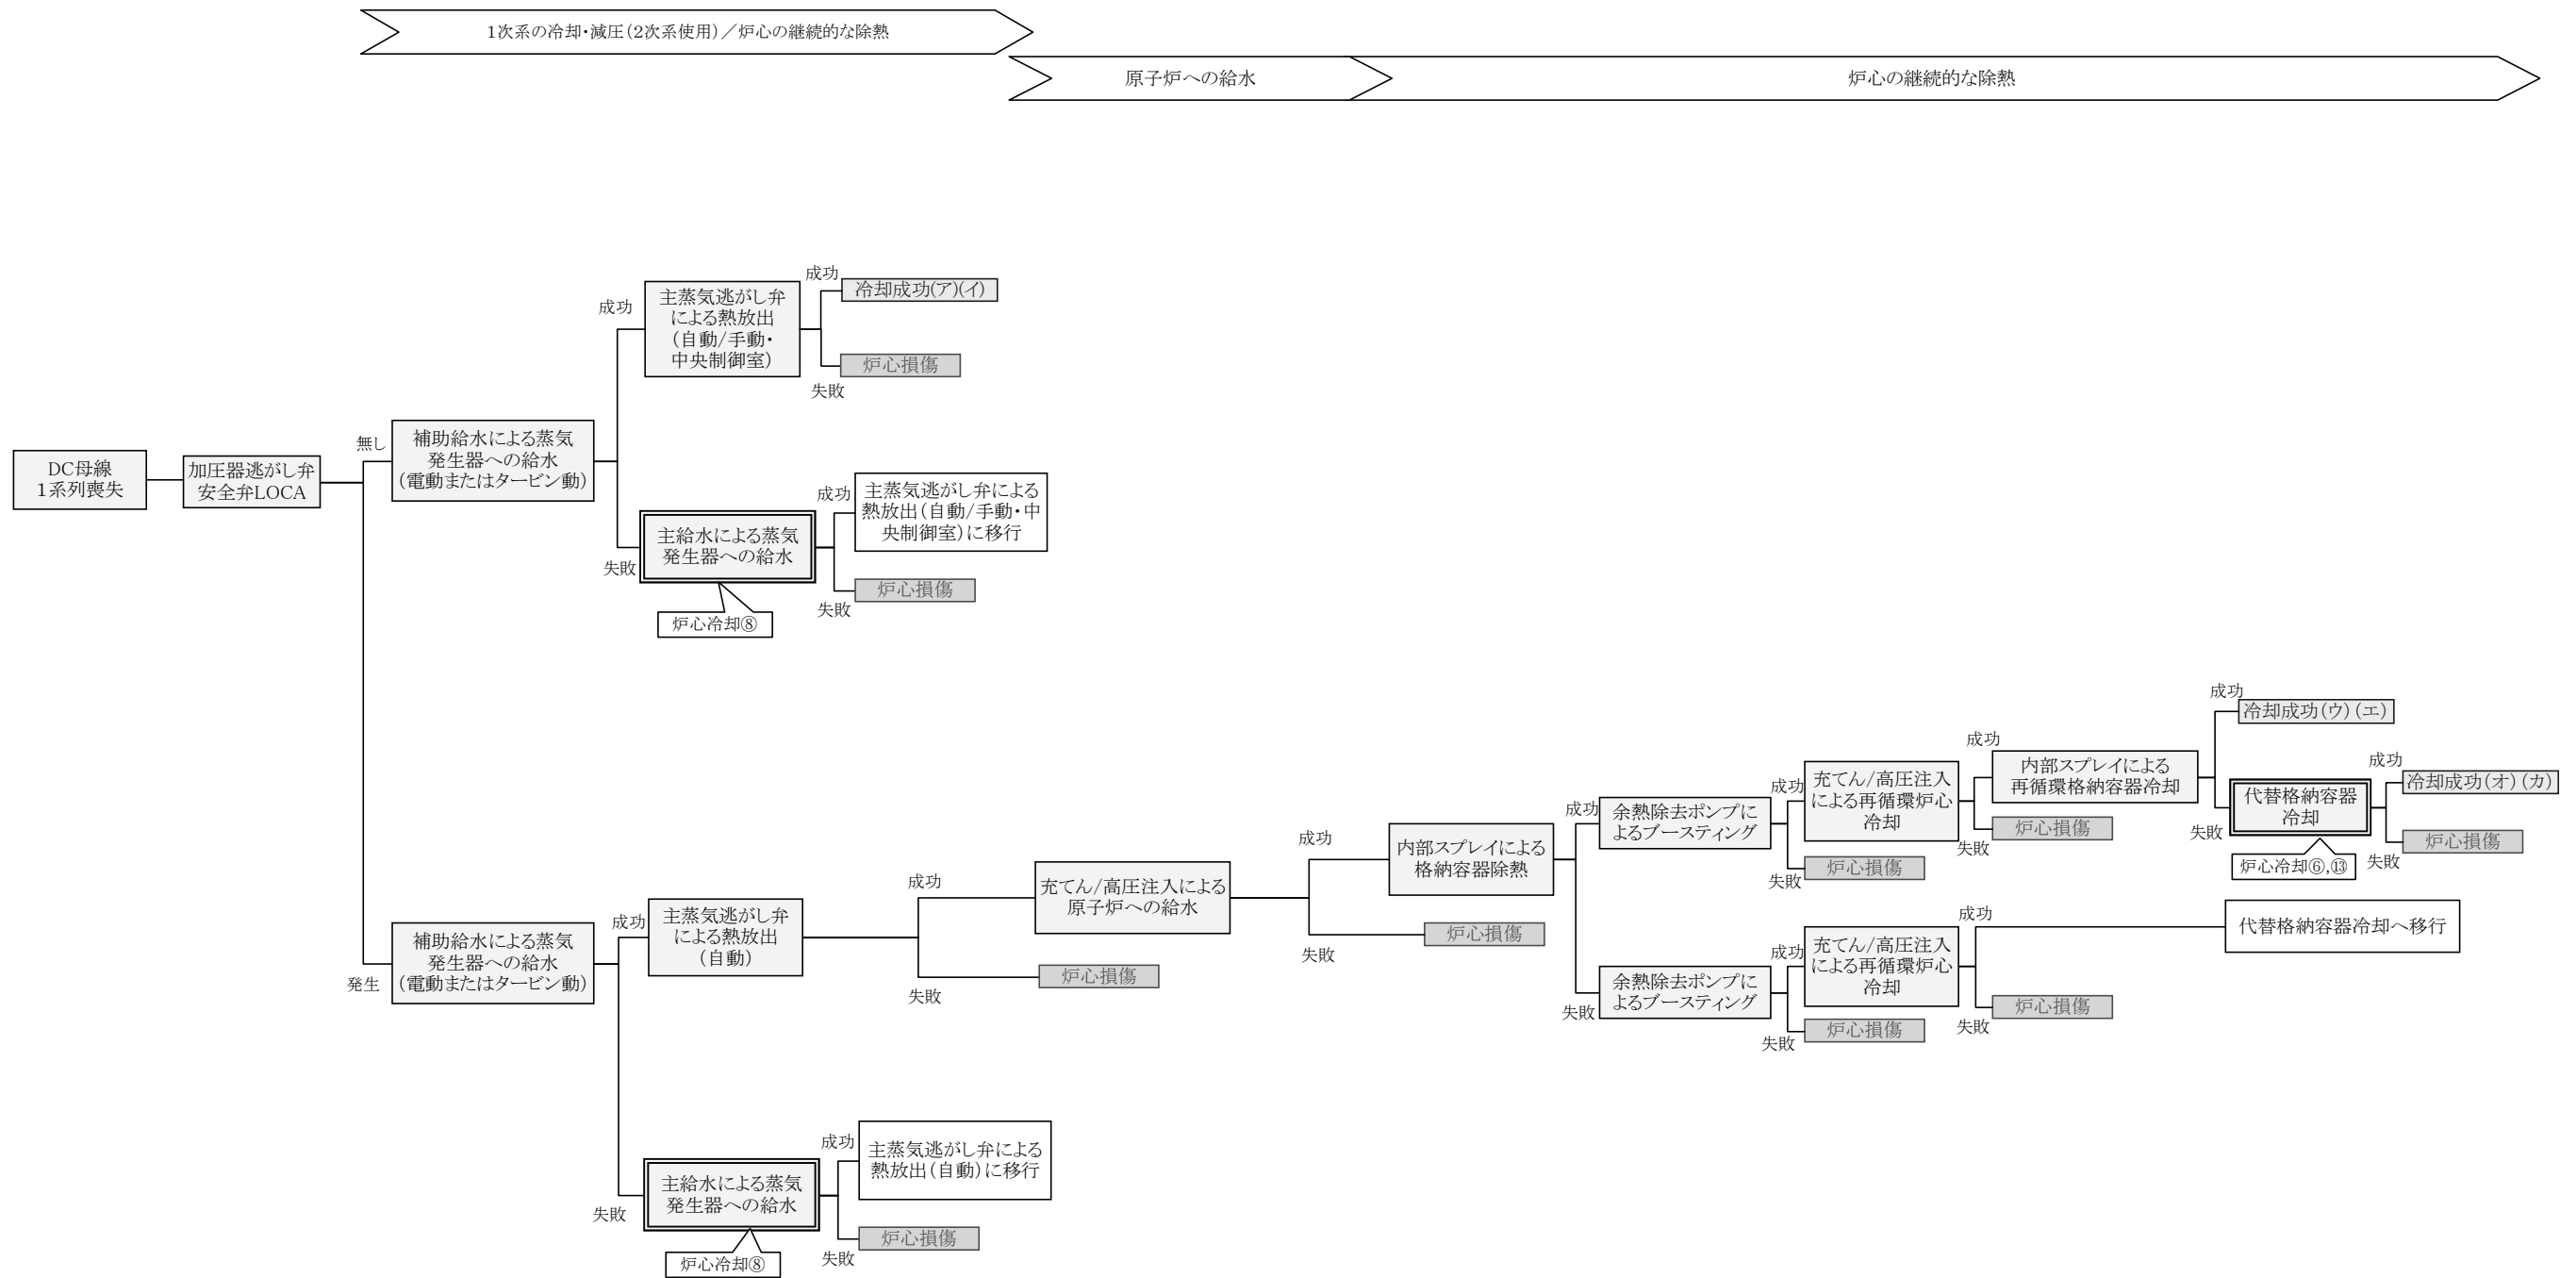 1次系の冷却・減圧（2次系使用）／炉心の継続的な除熱
原子炉への給水
炉心の継続的な除熱
DC母線
1系列喪失
加圧器逃がし弁
安全弁LOCA
無し
補助給水による蒸気
発生器への給水
（電動またはタービン動）
成功
主蒸気逃がし弁
による熱放出
（自動/手動・
中央制御室）
成功
冷却成功(ア)(イ)
炉心損傷
失敗
失敗
主給水による蒸気
発生器への給水
炉心冷却⑧
成功
主蒸気逃がし弁による
熱放出（自動/手動・中
央制御室）に移行
炉心損傷
失敗
発生
補助給水による蒸気
発生器への給水
（電動またはタービン動）
成功
主蒸気逃がし弁
による熱放出
（自動）
成功
充てん/高圧注入による
原子炉への給水
炉心損傷
失敗
成功
内部スプレイによる
格納容器除熱
炉心損傷
失敗
成功
余熱除去ポンプに
よるブースティング
成功
充てん/高圧注入
による再循環炉心
冷却
炉心損傷
失敗
成功
内部スプレイによる
再循環格納容器冷却
炉心損傷
失敗
成功
冷却成功（ウ）（エ）
失敗
代替格納容器
冷却
炉心冷却⑥,⑬
成功
冷却成功（オ）（カ）
炉心損傷
失敗
失敗
余熱除去ポンプに
よるブースティング
成功
充てん/高圧注入
による再循環炉心
冷却
炉心損傷
失敗
成功
代替格納容器冷却へ移行
炉心損傷
失敗
失敗
主給水による蒸気
発生器への給水
炉心冷却⑧
成功
主蒸気逃がし弁による
熱放出（自動）に移行
炉心損傷
失敗